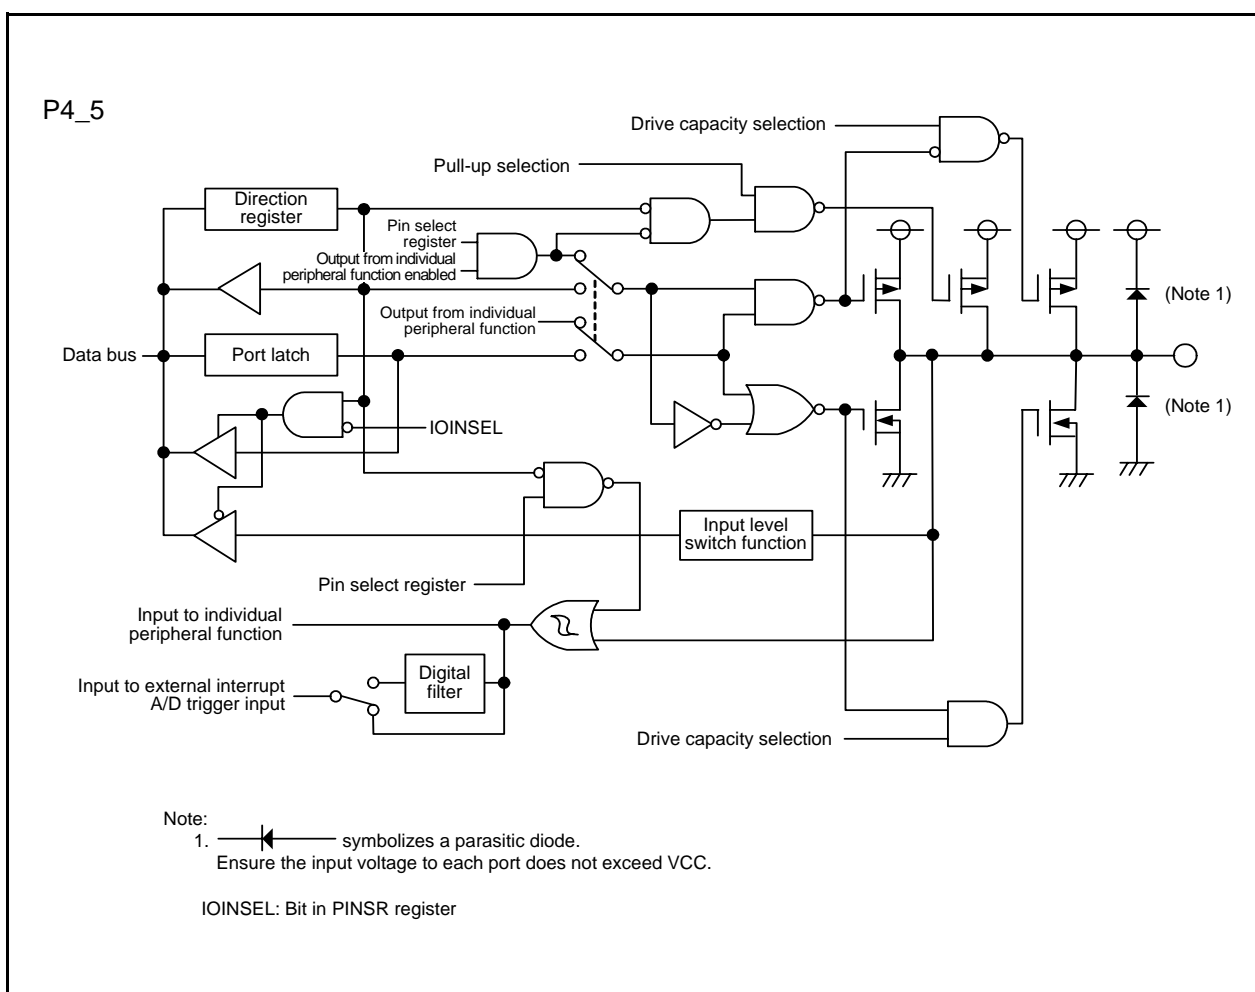 P4_5
Drive capacity selection
Pull-up selection
Direction
register
Pin select
register
Output from individual
peripheral function enabled
(Note 1)
Output from individual
peripheral function
Data bus
Port latch
(Note 1)
IOINSEL
Input level
switch function
Pin select register
Input to individual
peripheral function
Digital
filter
Input to external interrupt
A/D trigger input
Drive capacity selection
Note:
1. symbolizes a parasitic diode.
Ensure the input voltage to each port does not exceed VCC.
IOINSEL: Bit in PINSR register